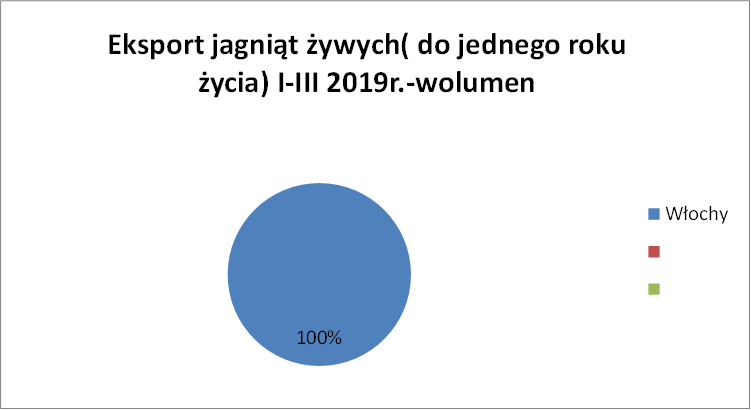 Eksport jagniąt żywych( do jednego roku
życia) I-III 2019r.-wolumen
Włochy
100%